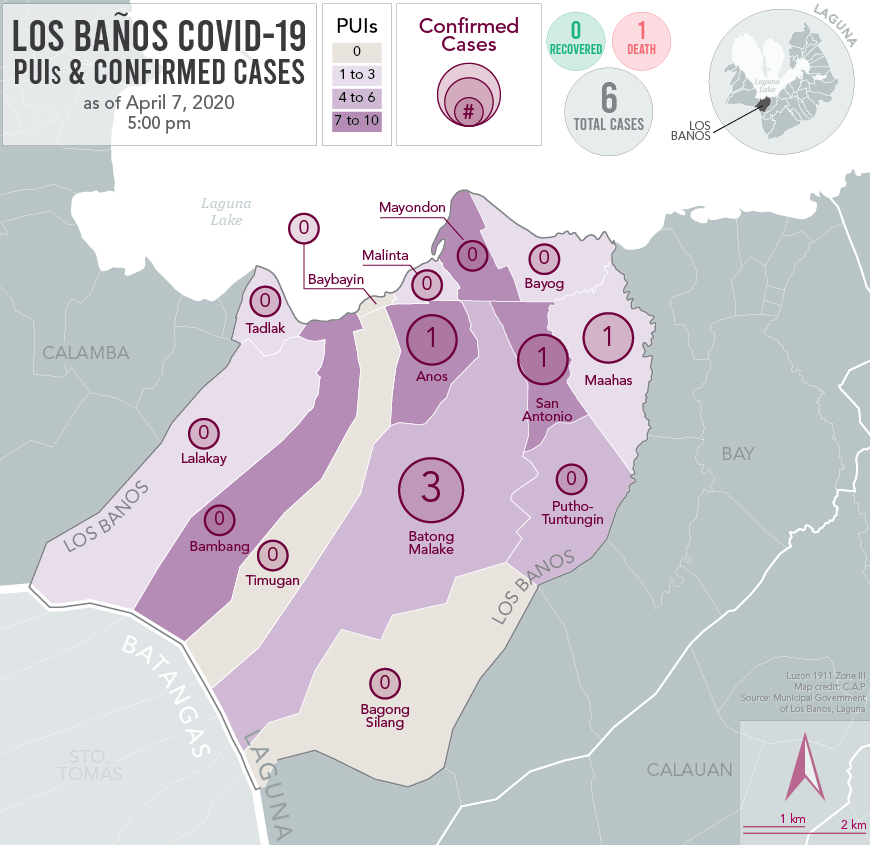 LOS BAÑOS COVID-19
PUIs & CONFIRMED CASES
as of April 7, 2020
5:00 pm
PUIs
0
1 to 3
4 to 6
7 to 10
Confirmed
Cases
#
0
RECOVERED
1
DEATH
6
TOTAL CASES
LAGUNA
Laguna
Lake
LOS
BAÑOS
Laguna
Lake
Mayondon
0
0
Malinta
0
Bayog
0
Baybayin
0
Tadlak
CALAMBA
1
Anos
1
San
Antonio
1
Maahas
0
Lalakay
BAY
LOS BAÑOS
3
Batong
Malake
0
Putho-
Tuntungin
0
Bambang
0
Timugan
LOS BAÑOS
BATANGAS
0
Bagong
Silang
LAGUNA
STO.
TOMAS
CALAUAN
Luzon 1911 Zone III
Map credit: C.A.P
Source: Municipal Government
of Los Banos, Laguna
1 km
2 km